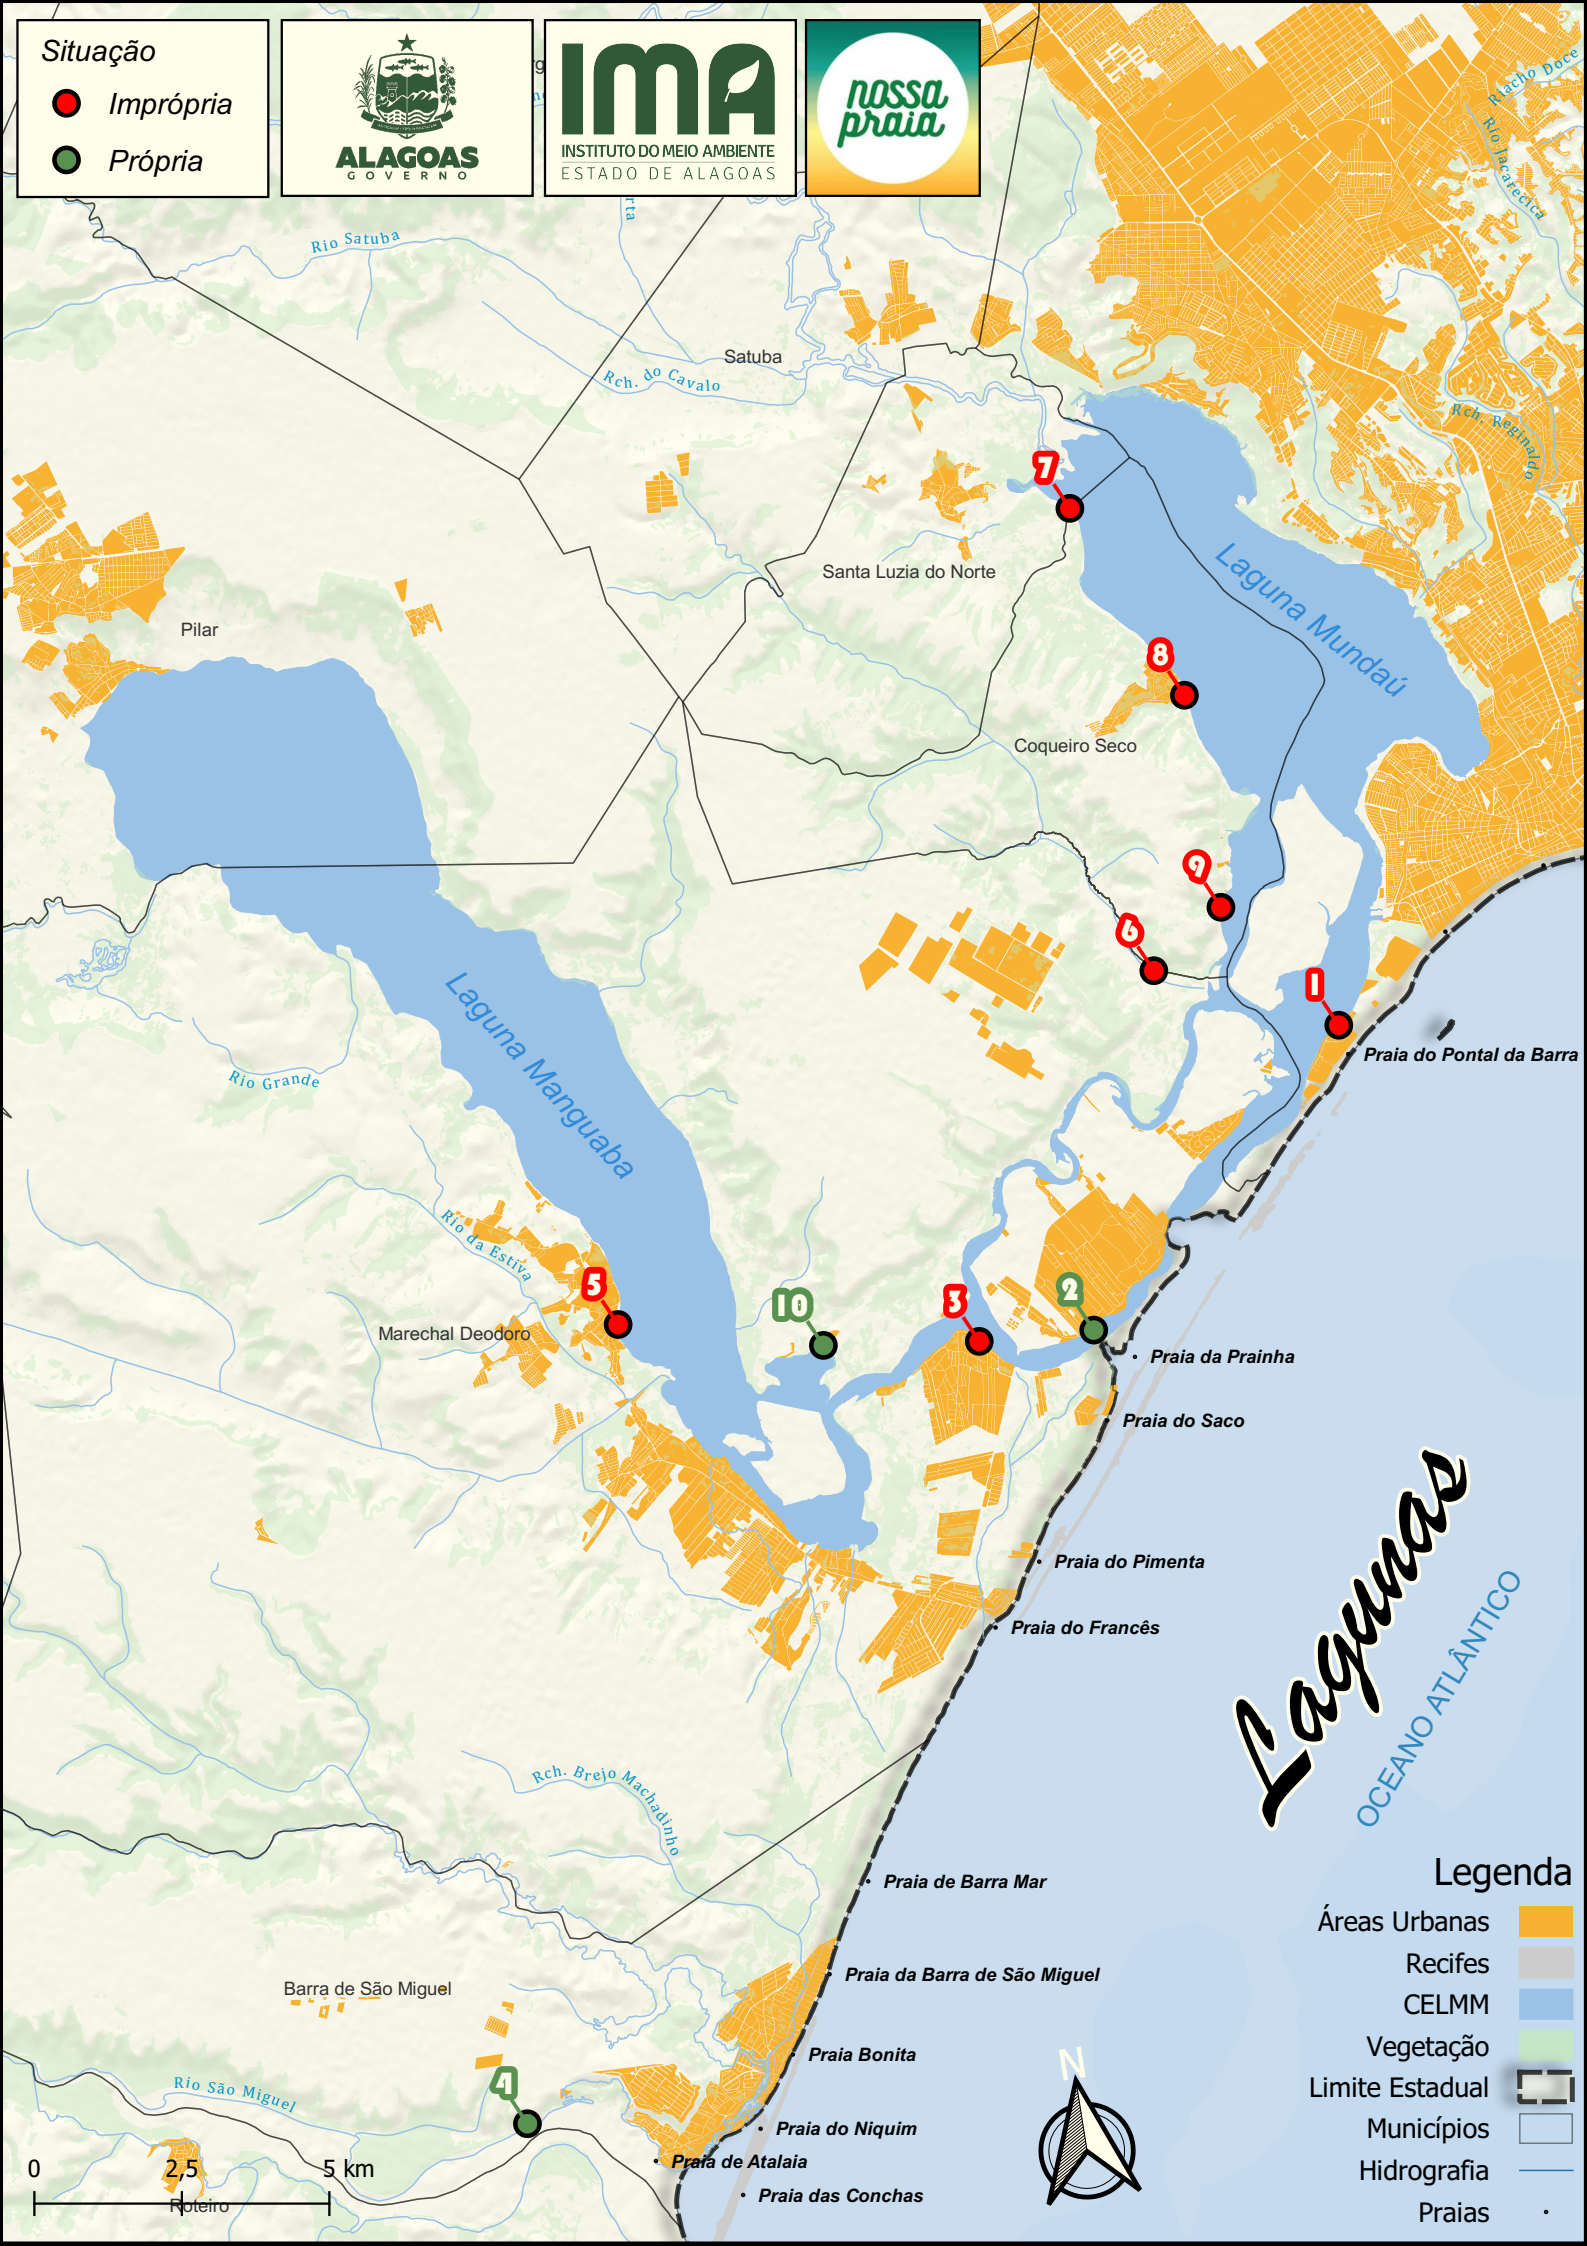 Situação
Imprópria
Própria
ALAGOAS
GOVERNO
IMA
INSTITUTO DO MEIO AMBIENTE
ESTADO DE ALAGOAS
nossa
praia
Riacho Doce
Rio Jacarecica
Rio Satuba
Satuba
Rch. do Cavalo
Rch. Reginaldo
7
Santa Luzia do Norte
Laguna Mundaú
Pilar
8
Coqueiro Seco
9
6
1
Laguna Manguaba
Praia do Pontal da Barra
Rio Grande
Rio da Estiva
5
10
3
2
Marechal Deodoro
Praia da Prainha
Praia do Saco
Lagunas
Praia do Pimenta
Praia do Francês
OCEANO ATLÂNTICO
Rch. Brejo Machadinho
Praia de Barra Mar
Legenda
Áreas Urbanas
Recifes
CELMM
Vegetação
Limite Estadual
Municípios
Hidrografia
Praias
Praia da Barra de São Miguel
Barra de São Miguel
Praia Bonita
N
4
Rio São Miguel
Praia do Niquim
Praia de Atalaia
Praia das Conchas
0 2,5 5 km
Roteiro